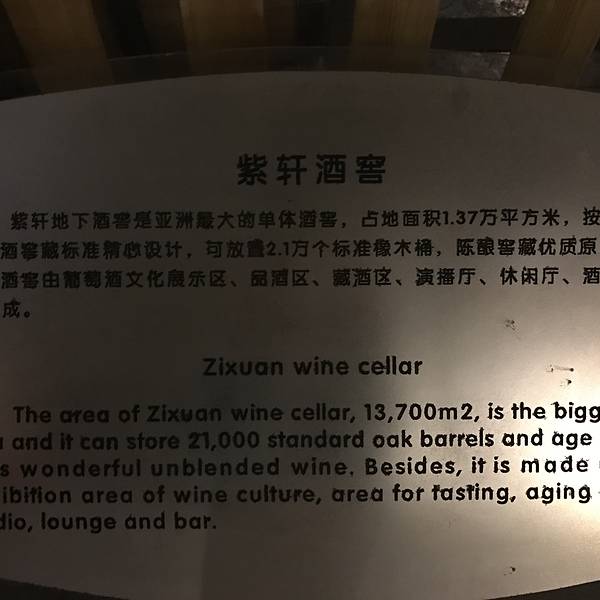 紫轩酒窖
紫轩地下酒窖是亚洲最大的单体酒窖，占地面积1.37万平方米，按
酒窖藏标准精心设计，可放置2.1万个标准橡木桶，陈酿窖藏优质原
酒窖由葡萄酒文化展示区、品酒区、藏酒区、演播厅、休闲厅、酒
成。
Zixuan wine cellar
The area of Zixuan wine cellar, 13,700m2, is the bigg
and it can store 21,000 standard oak barrels and age
s wonderful unblended wine. Besides, it is made
ibition area of wine culture, area for tasting, aging
dio, lounge and bar.